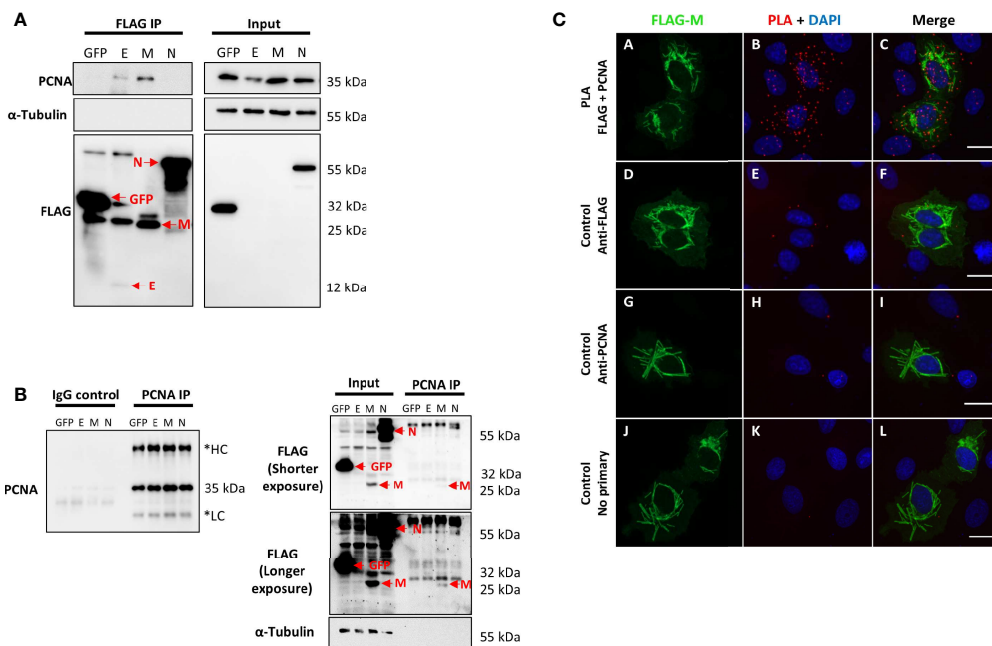 A
FLAG IP
Input
GFP E M N
GFP E M N
PCNA
35 kDa
α-Tubulin
55 kDa
FLAG
N
GFP
M
E
55 kDa
32 kDa
25 kDa
12 kDa
B
IgG control
PCNA IP
GFP E M N
GFP E M N
PCNA
*HC
35 kDa
*LC
Input
PCNA IP
GFP E M N
GFP E M N
FLAG
(Shorter
exposure)
N
GFP
M
M
55 kDa
32 kDa
25 kDa
FLAG
(Longer
exposure)
N
GFP
M
M
55 kDa
32 kDa
25 kDa
α-Tubulin
55 kDa
C
FLAG-M
PLA + DAPI
Merge
PLA
FLAG + PCNA
A
B
C
Control
Anti-FLAG
D
E
F
Control
Anti-PCNA
G
H
I
Control
No primary
J
K
L